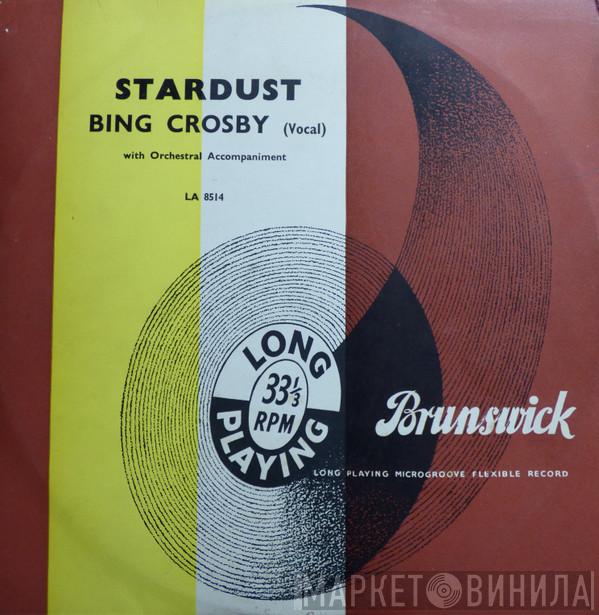 STARDUST
BING CROSBY (Vocal)
with Orchestral Accompaniment
LA 8514
LONG
33⅓
RPM
PLAYING
Brunswick
LONG PLAYING MICROGROOVE FLEXIBLE RECORD
МАРКЕТ ВИНИЛА